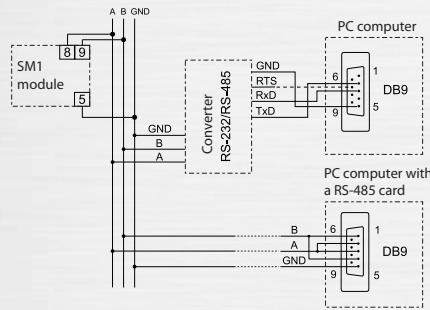 A B GND
8 9
SM1
module
5
GND
B
A
Converter
RS-232/RS-485
GND
RTS
RxD
TxD
PC computer
6
1
DB9
9
5
PC computer with
a RS-485 card
B
A
GND
6
1
DB9
9
5